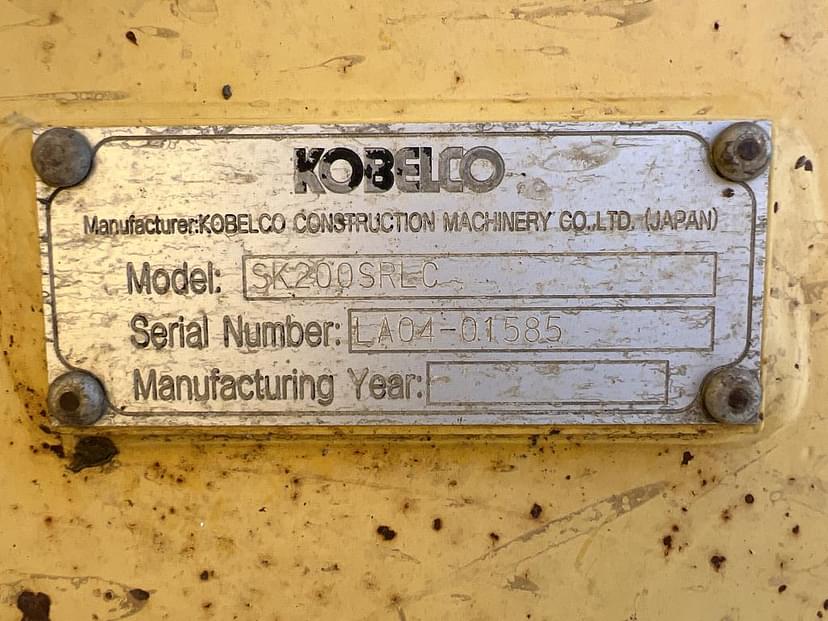 KOBELCO
Manufacturer:KOBELCO CONSTRUCTION MACHINERY CO.,LTD. (JAPAN)
Model: SK200SRLC
Serial Number: LA04-01585
Manufacturing Year: